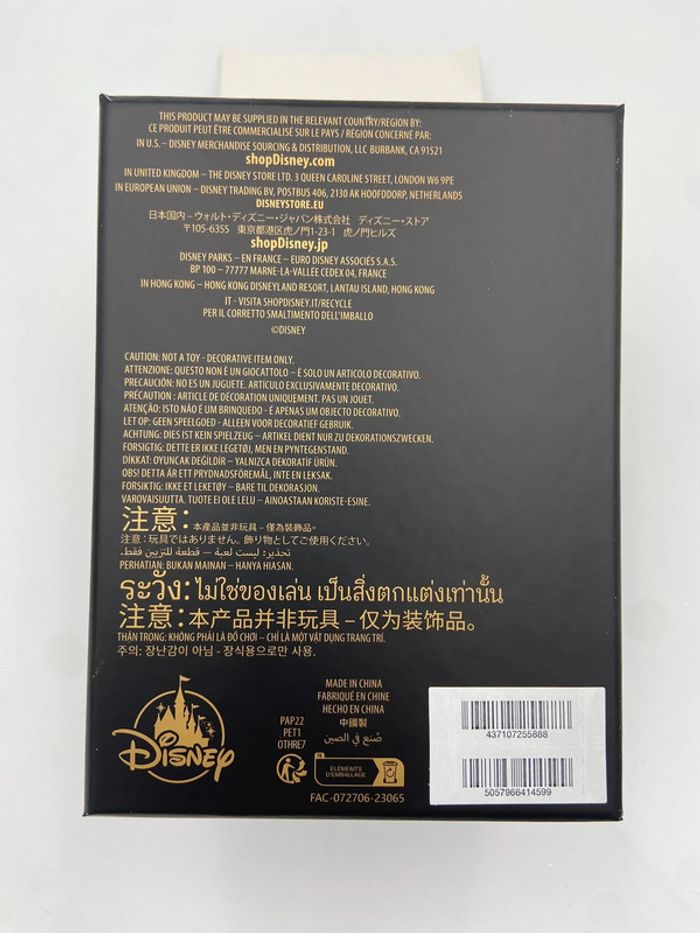 THIS PRODUCT MAY BE SUPPLIED IN THE RELEVANT COUNTRY/REGION BY:
CE PRODUIT PEUT ÊTRE COMMERCIALISÉ SUR LE PAYS / RÉGION CONCERNÉ PAR:
IN U.S. – DISNEY MERCHANDISE SOURCING & DISTRIBUTION, LLC BURBANK, CA 91521
shopDisney.com
IN UNITED KINGDOM – THE DISNEY STORE LTD. 3 QUEEN CAROLINE STREET, LONDON W6 9PE
IN EUROPEAN UNION – DISNEY TRADING BV, POSTBUS 406, 2130 AK HOOFDDORP, NETHERLANDS
DISNEYSTORE.EU
日本国内 – ウォルト・ディズニー・ジャパン株式会社 ディズニー・ストア
〒105-6355 東京都港区虎ノ門1-23-1 虎ノ門ヒルズ
shopDisney.jp
DISNEY PARKS – EN FRANCE – EURO DISNEY ASSOCIÉS S.A.S.
BP 100 – 77777 MARNE-LA-VALLÉE CEDEX 04, FRANCE
IN HONG KONG – HONG KONG DISNEYLAND RESORT, LANTAU ISLAND, HONG KONG
IT - VISITA SHOPDISNEY.IT/RECYCLE
PER IL CORRETTO SMALTIMENTO DELL'IMBALLO
©DISNEY
CAUTION: NOT A TOY - DECORATIVE ITEM ONLY.
ATTENZIONE: QUESTO NON È UN GIOCATTOLO – È SOLO UN ARTICOLO DECORATIVO.
PRECAUCIÓN: NO ES UN JUGUETE. ARTÍCULO EXCLUSIVAMENTE DECORATIVO.
PRÉCAUTION : ARTICLE DE DÉCORATION UNIQUEMENT. PAS UN JOUET.
ATENÇÃO: ISTO NÃO É UM BRINQUEDO - É APENAS UM OBJECTO DECORATIVO.
LET OP: GEEN SPEELGOED - ALLEEN VOOR DECORATIEF GEBRUIK.
ACHTUNG: DIES IST KEIN SPIELZEUG – ARTIKEL DIENT NUR ZU DEKORATIONSZWECKEN.
FORSIGTIG: DETTE ER IKKE LEGETØJ, MEN EN PYNTEGENSTAND.
DİKKAT: OYUNCAK DEĞİLDİR – YALNIZCA DEKORATİF ÜRÜN.
OBS! DETTA ÄR ETT PRYDNADSFÖREMÅL, INTE EN LEKSAK.
FORSIKTIG: IKKE ET LEKETØY – BARE TIL DEKORASJON.
VAROVAISUUTTA. TUOTE EI OLE LELU – AINOASTAAN KORISTE-ESINE.
注意：本產品並非玩具 – 僅為裝飾品。
注意：玩具ではありません。飾り物としてご使用ください。
تحذير: ليست لعبة — قطعة للتزيين فقط.
PERHATIAN: BUKAN MAINAN – HANYA HIASAN.
ระวัง: ไม่ใช่ของเล่น เป็นสิ่งตกแต่งเท่านั้น
注意：本产品并非玩具 – 仅为装饰品。
THẬN TRỌNG: KHÔNG PHẢI LÀ ĐỒ CHƠI – CHỈ LÀ MỘT VẬT DỤNG TRANG TRÍ.
주의: 장난감이 아님 - 장식용으로만 사용.
DISNEY
PAP22
PET1
OTHRE7
MADE IN CHINA
FABRIQUÉ EN CHINE
HECHO EN CHINA
中國製
صُنع في الصين
FR
ÉLÉMENTS
D'EMBALLAGE
FAC-072706-23065
437107255888
5057966414599